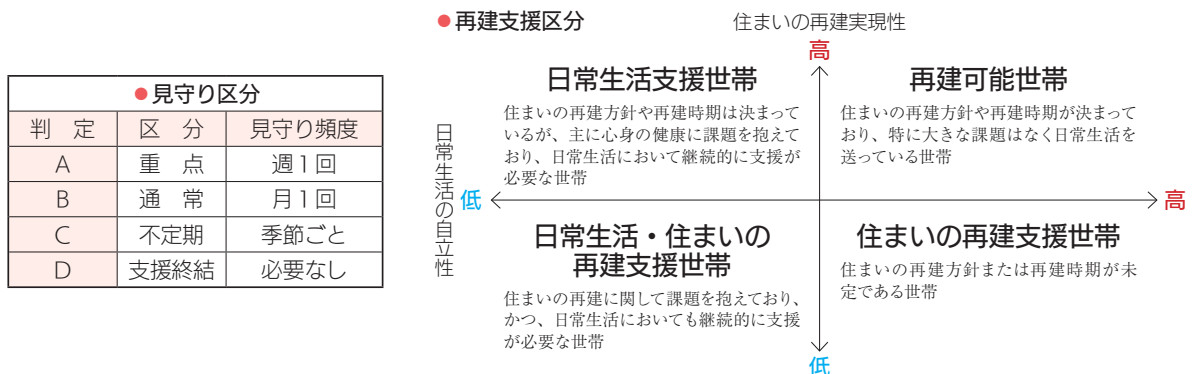 ●見守り区分
判　定 区　分 見守り頻度
A 重　点 週1回
B 通　常 月1回
C 不定期 季節ごと
D 支援終結 必要なし
●再建支援区分
住まいの再建実現性
高
日常生活支援世帯
住まいの再建方針や再建時期は決まって
いるが、主に心身の健康に課題を抱えて
おり、日常生活において継続的に支援が
必要な世帯
再建可能世帯
住まいの再建方針や再建時期が決まって
おり、特に大きな課題はなく日常生活を
送っている世帯
日常生活の自立性
低
高
日常生活・住まいの
再建支援世帯
住まいの再建に関して課題を抱えており、
かつ、日常生活においても継続的に支援
が必要な世帯
住まいの再建支援世帯
住まいの再建方針または再建時期が未
定である世帯
低